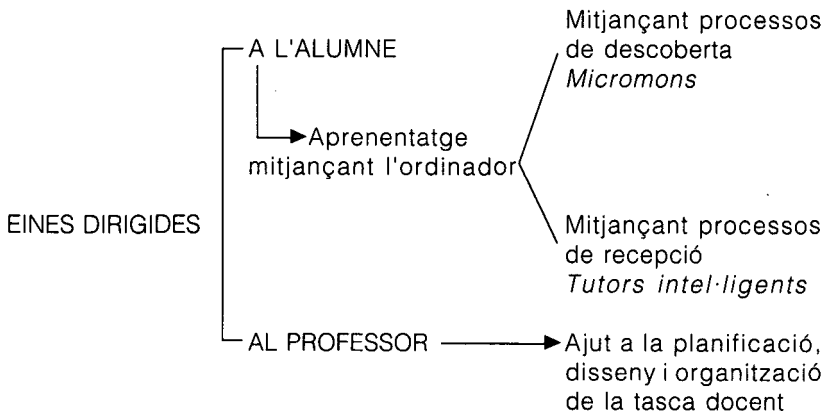 EINES DIRIGIDES
A L'ALUMNE
Aprenentatge
mitjançant l'ordinador
Mitjançant processos
de descoberta
Micromons
Mitjançant processos
de recepció
Tutors intel·ligents
AL PROFESSOR
Ajut a la planificació,
disseny i organització
de la tasca docent